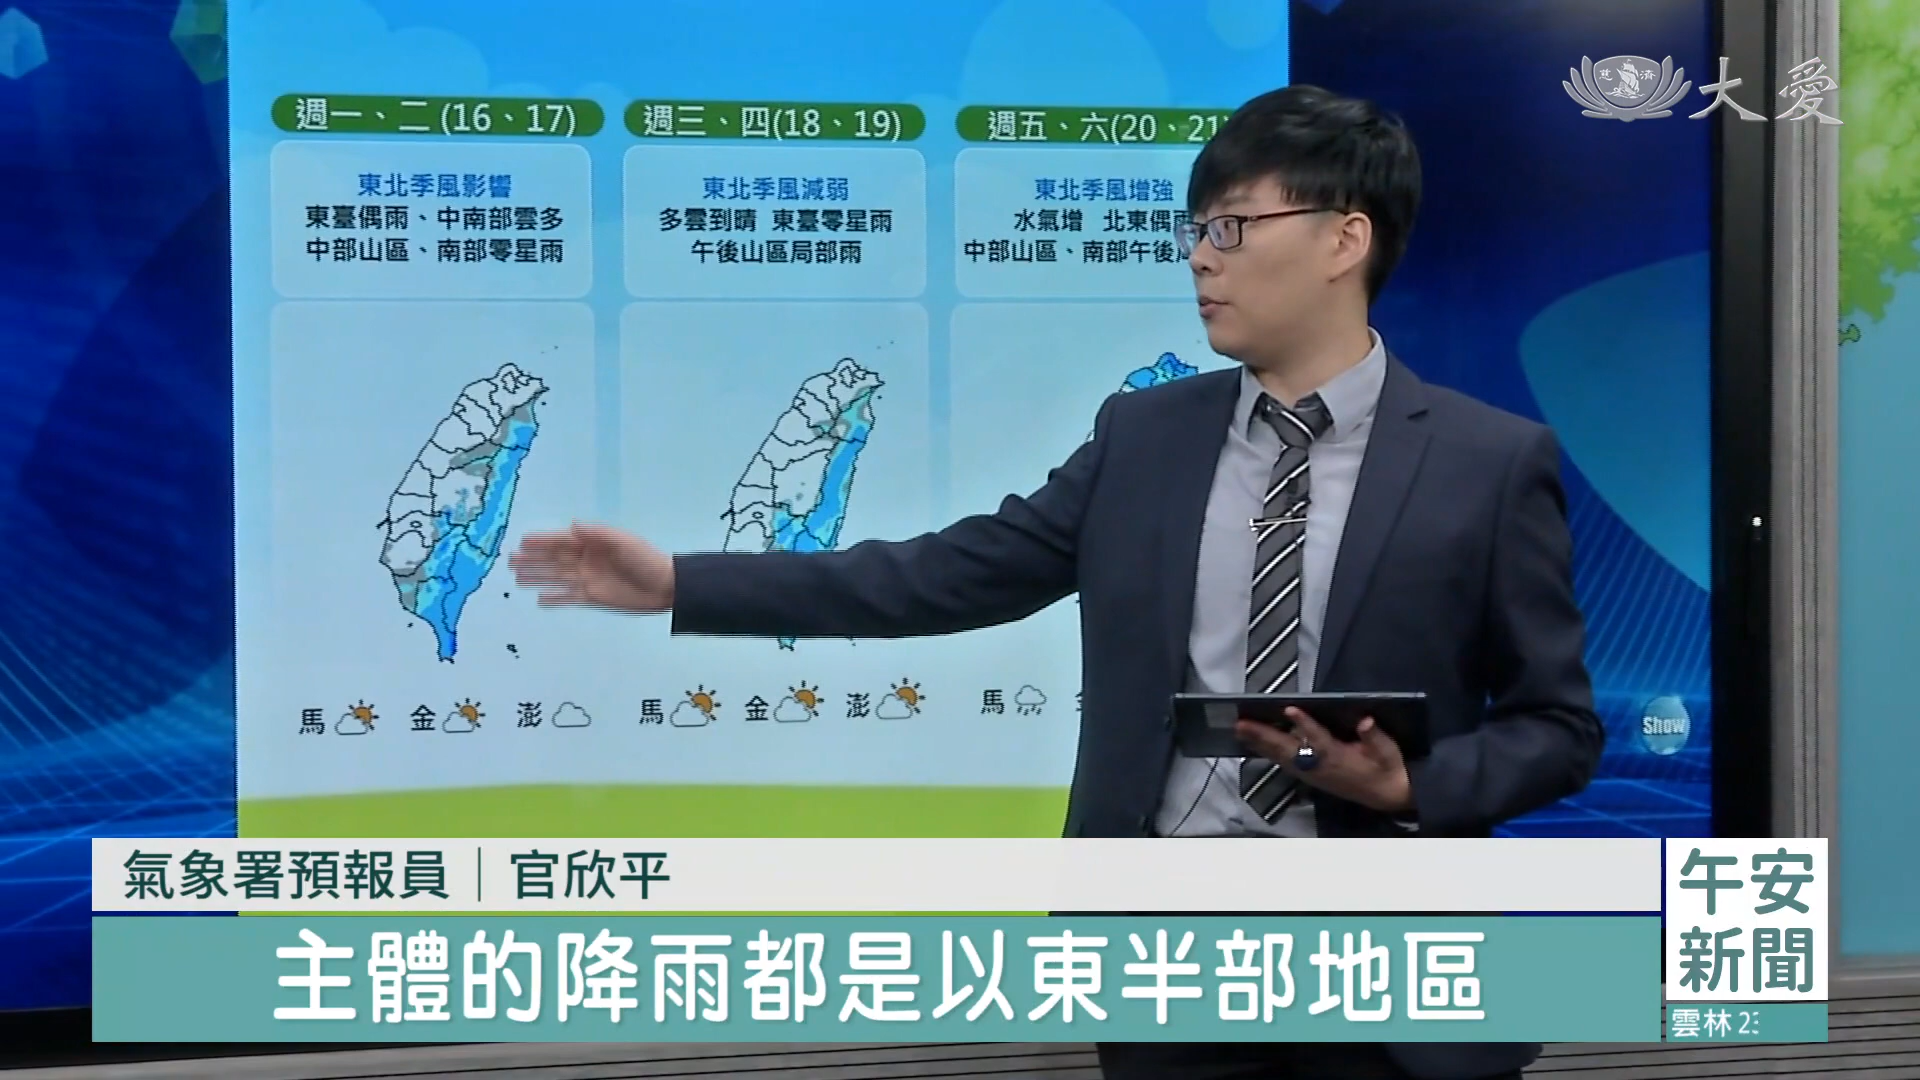 慈濟
大愛
週一、二 (16、17)
週三、四(18、19)
週五、六(20、21)
東北季風影響
東臺偶雨、中南部雲多
中部山區、南部零星雨
東北季風減弱
多雲到晴 東臺零星雨
午後山區局部雨
東北季風增強
水氣增 北東偶雨
中部山區、南部午後
馬 金 澎
馬 金 澎
馬
Show
氣象署預報員｜官欣平
主體的降雨都是以東半部地區
午安
新聞
雲林 23